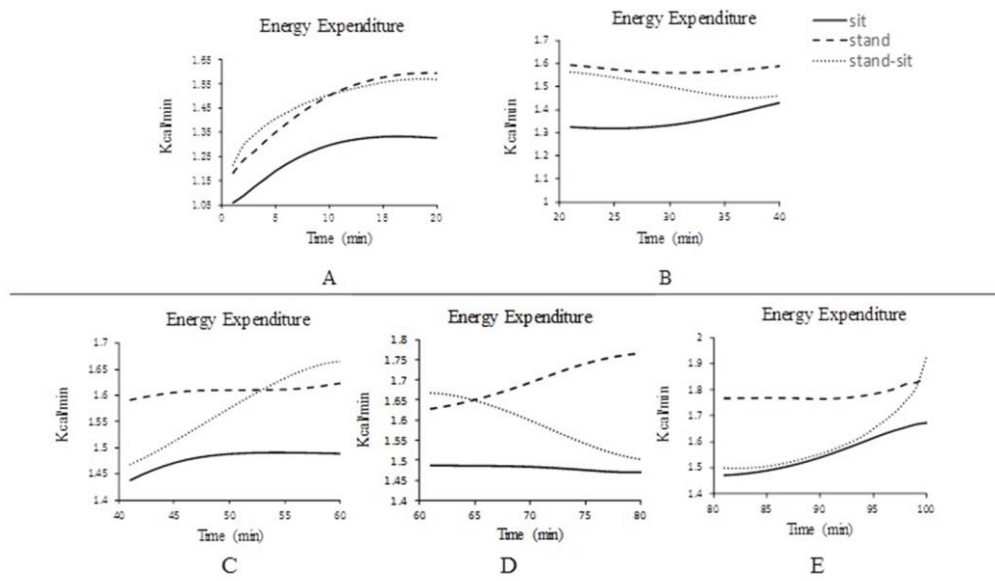 Energy Expenditure
1.65
1.55
1.45
1.35
1.25
1.15
1.05
Kcal/min
0 5 10 15 20
Time (min)
A
Energy Expenditure
1.7
1.6
1.5
1.4
1.3
1.2
1.1
1
Kcal/min
20 25 30 35 40
Time (min)
B
sit
stand
stand-sit
Energy Expenditure
1.7
1.65
1.6
1.55
1.5
1.45
1.4
Kcal/min
40 45 50 55 60
Time (min)
C
Energy Expenditure
1.8
1.75
1.7
1.65
1.6
1.55
1.5
1.45
1.4
Kcal/min
60 65 70 75 80
Time (min)
D
Energy Expenditure
2
1.9
1.8
1.7
1.6
1.5
1.4
Kcal/min
80 85 90 95 100
Time (min)
E